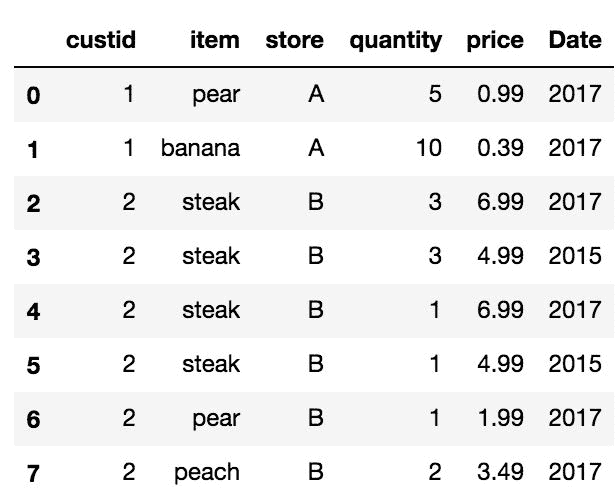 custid item store quantity price Date
0 1 pear A 5 0.99 2017
1 1 banana A 10 0.39 2017
2 2 steak B 3 6.99 2017
3 2 steak B 3 4.99 2015
4 2 steak B 1 6.99 2017
5 2 steak B 1 4.99 2015
6 2 pear B 1 1.99 2017
7 2 peach B 2 3.49 2017